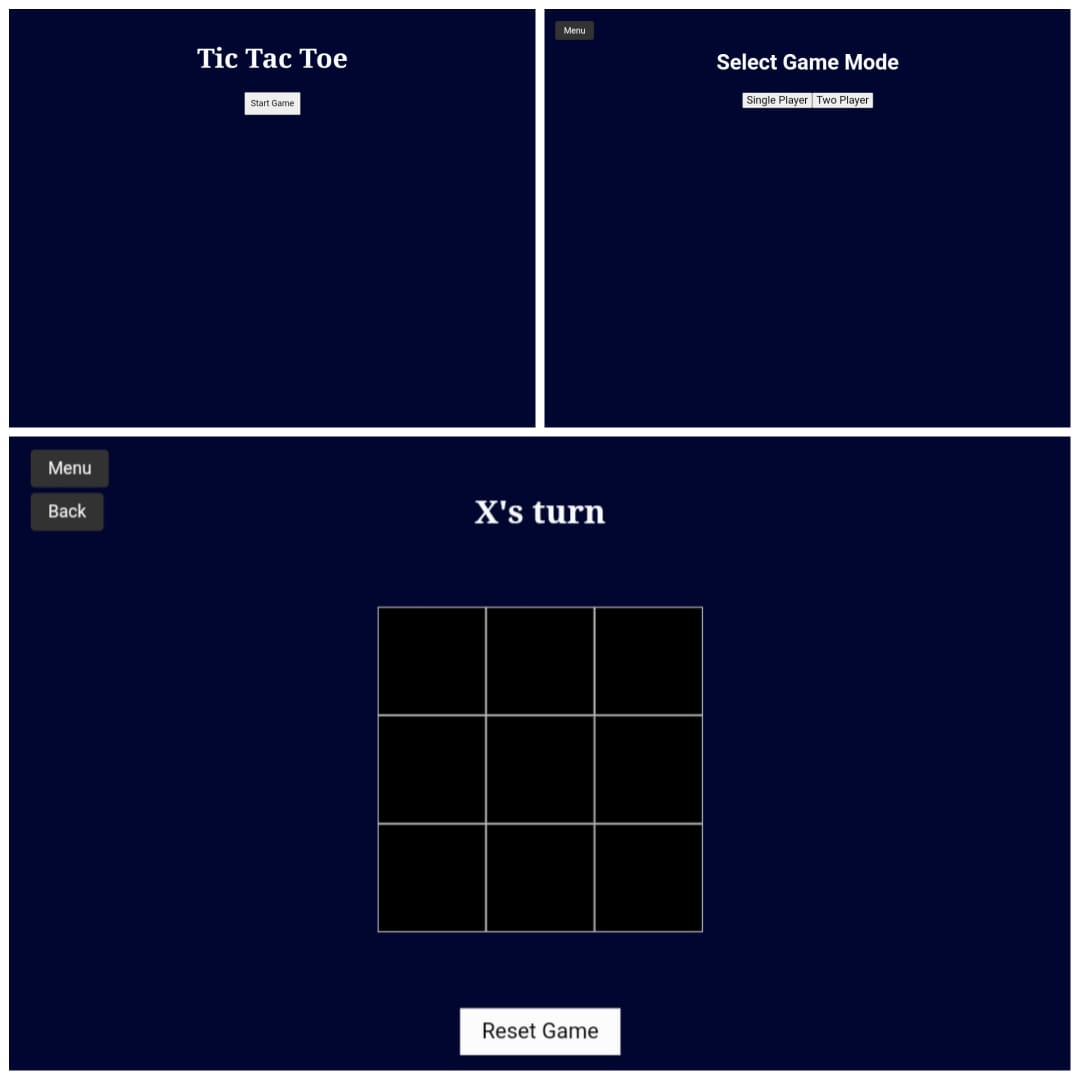 Tic Tac Toe
Start Game
Menu
Select Game Mode
Single Player Two Player
Menu
Back
X's turn
Reset Game